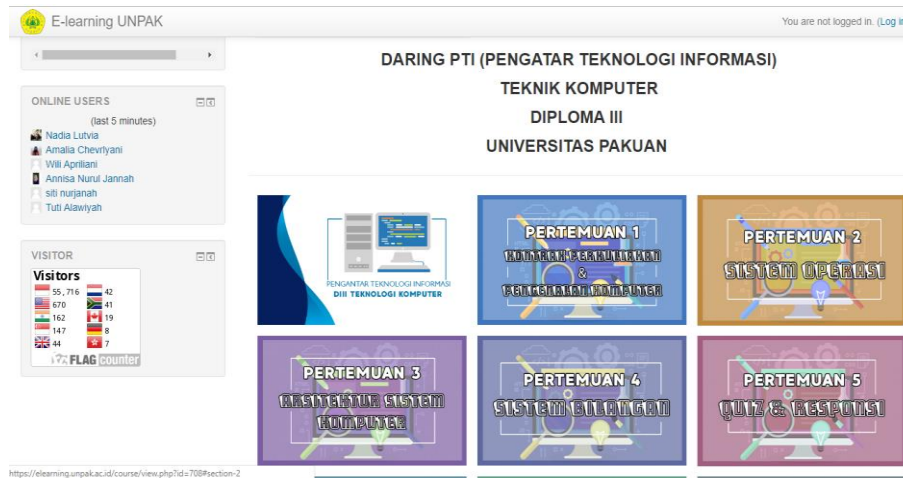 E-learning UNPAK
You are not logged in. (Log in
ONLINE USERS
(last 5 minutes)
Nadia Lutvia
Amalia Chevrlyani
Wili Apriliani
Annisa Nurul Jannah
siti nurjanah
Tuti Alawiyah
VISITOR
Visitors
55,716 42
670 41
162 19
147 8
44 7
FLAG counter
DARING PTI (PENGATAR TEKNOLOGI INFORMASI)
TEKNIK KOMPUTER
DIPLOMA III
UNIVERSITAS PAKUAN
PENGANTAR TEKNOLOGI INFORMASI
DIII TEKNOLOGI KOMPUTER
PERTEMUAN 1
KONTRAK PERKULIAHAN
&
PENGENALAN KOMPUTER
PERTEMUAN 2
SISTEM OPERASI
PERTEMUAN 3
ARSITEKTUR SISTEM
KOMPUTER
PERTEMUAN 4
SISTEM BILANGAN
PERTEMUAN 5
QUIZ & RESPONSI
https://elearning.unpak.ac.id/course/view.php?id=708#section-2